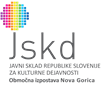 Jskd
JAVNI SKLAD REPUBLIKE SLOVENIJE
ZA KULTURNE DEJAVNOSTI
Območna izpostava Nova Gorica